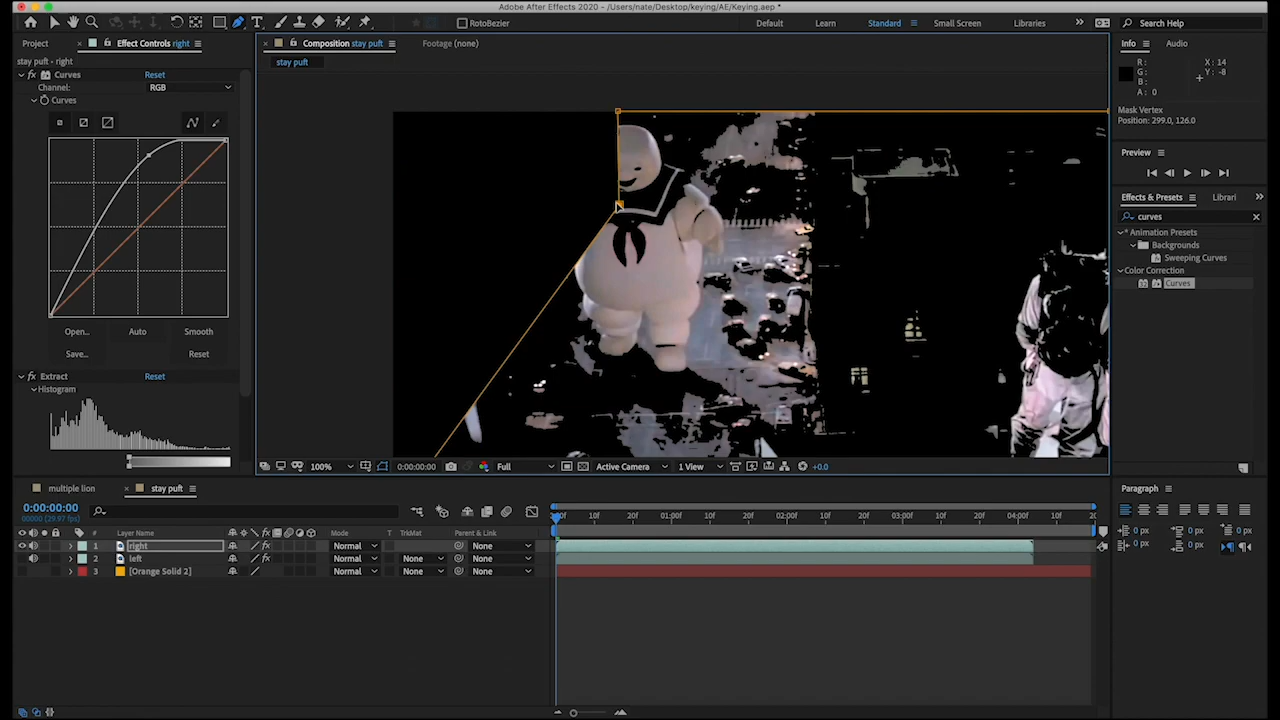 Adobe After Effects 2020 - /Users/nate/Desktop/keying/AE/Keying.aep *
RotoBezier
Default
Learn
Standard
Small Screen
Libraries
Search Help
Project
Effect Controls right
Composition stay puft
Footage (none)
Info
Audio
stay puft • right
stay puft
Curves
Reset
Channel:
RGB
Curves
R:
G:
B:
A: 0
X: 14
Y: -8
Mask Vertex
Position: 299.0, 126.0
Preview
Effects & Presets
Librari
curves
* Animation Presets
Backgrounds
Sweeping Curves
Color Correction
Curves
Open...
Auto
Smooth
Save...
Reset
Extract
Reset
Histogram
100%
0:00:00:00
Full
Active Camera
1 View
+0.0
multiple lion
stay puft
Paragraph
0:00:00:00
00000 (29.97 fps)
#
Layer Name
Mode
T
TrkMat
Parent & Link
10f
20f
01:00f
10f
20f
02:00f
10f
20f
03:00f
10f
20f
04:00f
10f
1
right
Normal
None
2
left
Normal
None
None
3
[Orange Solid 2]
Normal
None
None
0 px
0 px
0 px
0 px
0 px